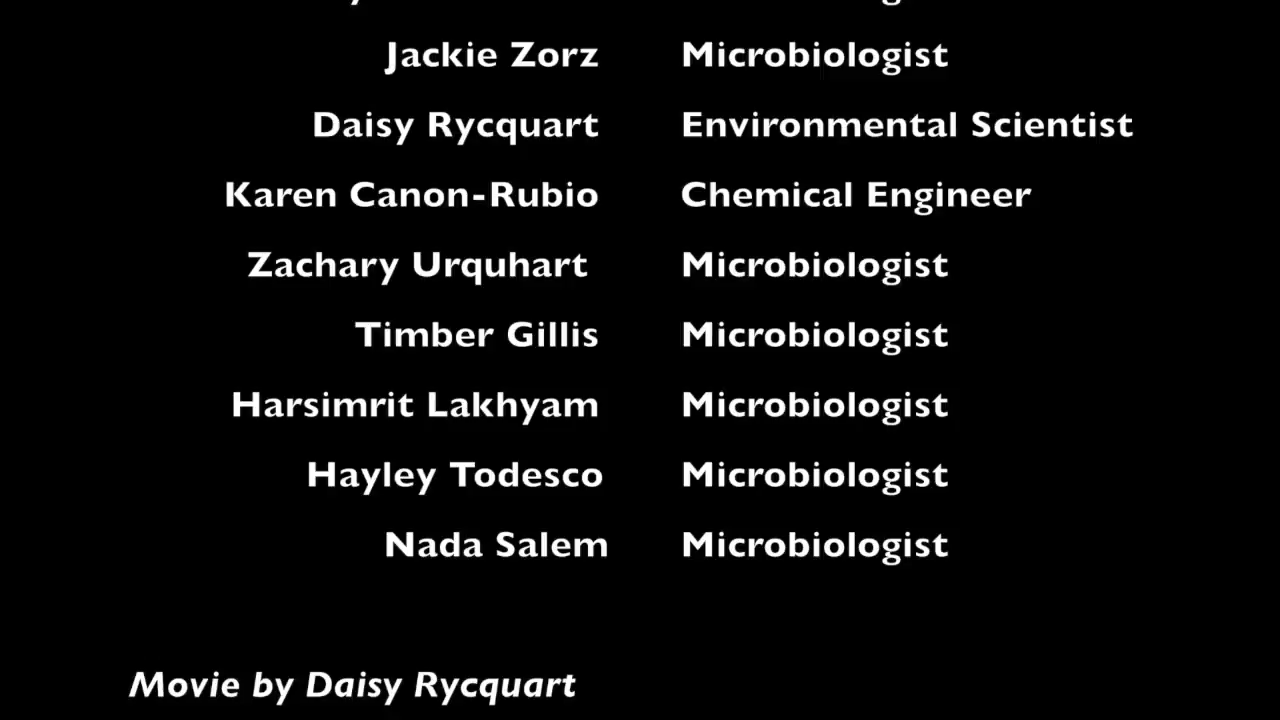 Jackie Zorz Microbiologist
Daisy Rycquart Environmental Scientist
Karen Canon-Rubio Chemical Engineer
Zachary Urquhart Microbiologist
Timber Gillis Microbiologist
Harsimrit Lakhyam Microbiologist
Hayley Todesco Microbiologist
Nada Salem Microbiologist
Movie by Daisy Rycquart